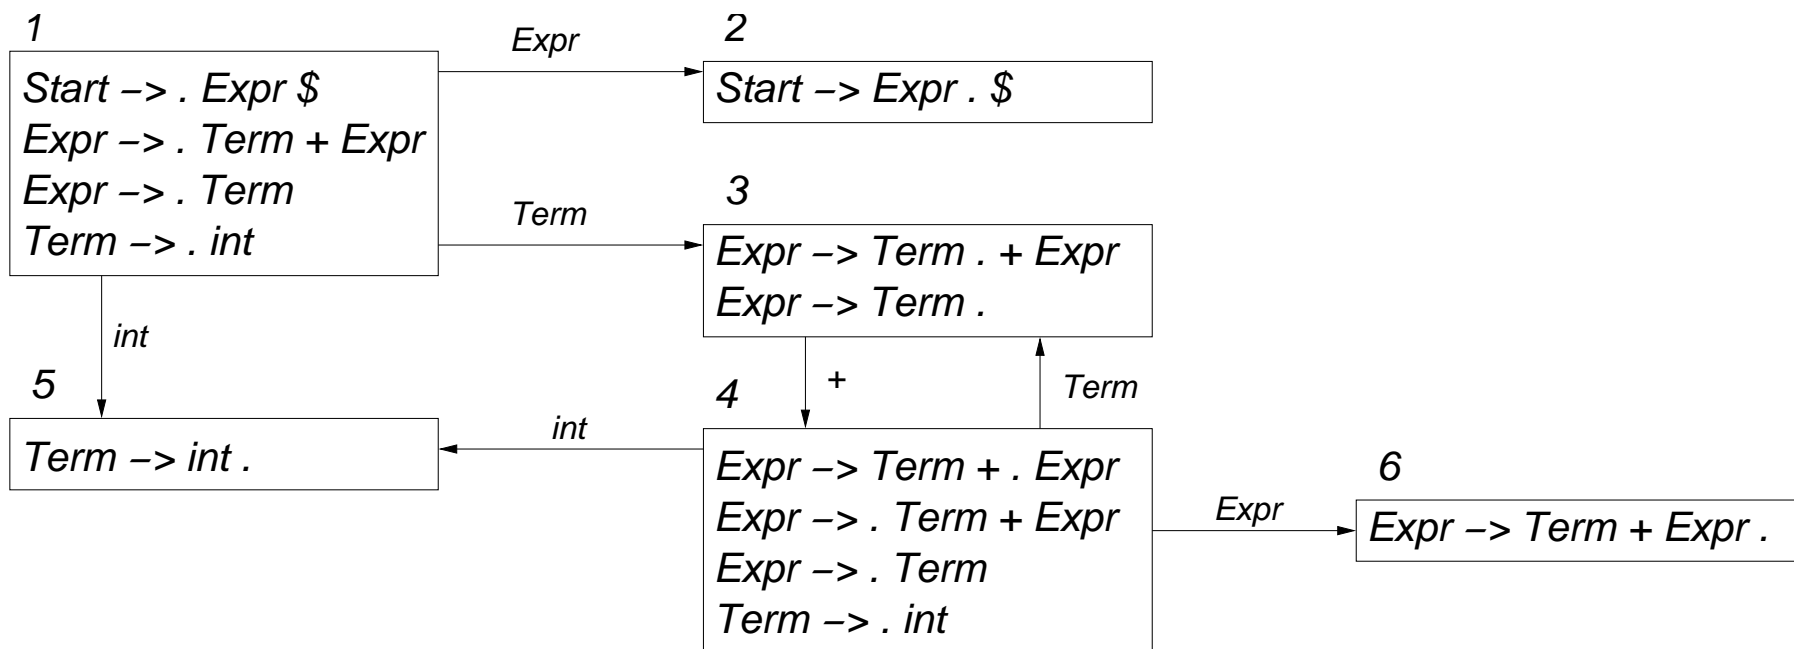 1
Start −> . Expr $
Expr −> . Term + Expr
Expr −> . Term
Term −> . int
Expr
2
Start −> Expr . $
Term
3
Expr −> Term . + Expr
Expr −> Term .
int
5
Term −> int .
+
Term
int
4
Expr −> Term + . Expr
Expr −> . Term + Expr
Expr −> . Term
Term −> . int
Expr
6
Expr −> Term + Expr .